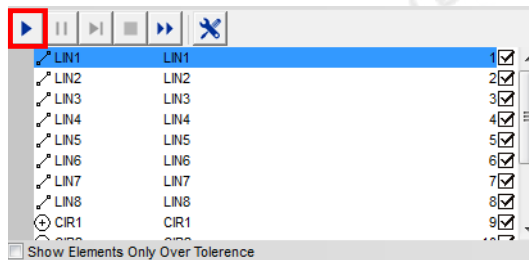 LIN1 LIN1 1
LIN2 LIN2 2
LIN3 LIN3 3
LIN4 LIN4 4
LIN5 LIN5 5
LIN6 LIN6 6
LIN7 LIN7 7
LIN8 LIN8 8
CIR1 CIR1 9
Show Elements Only Over Tolerence